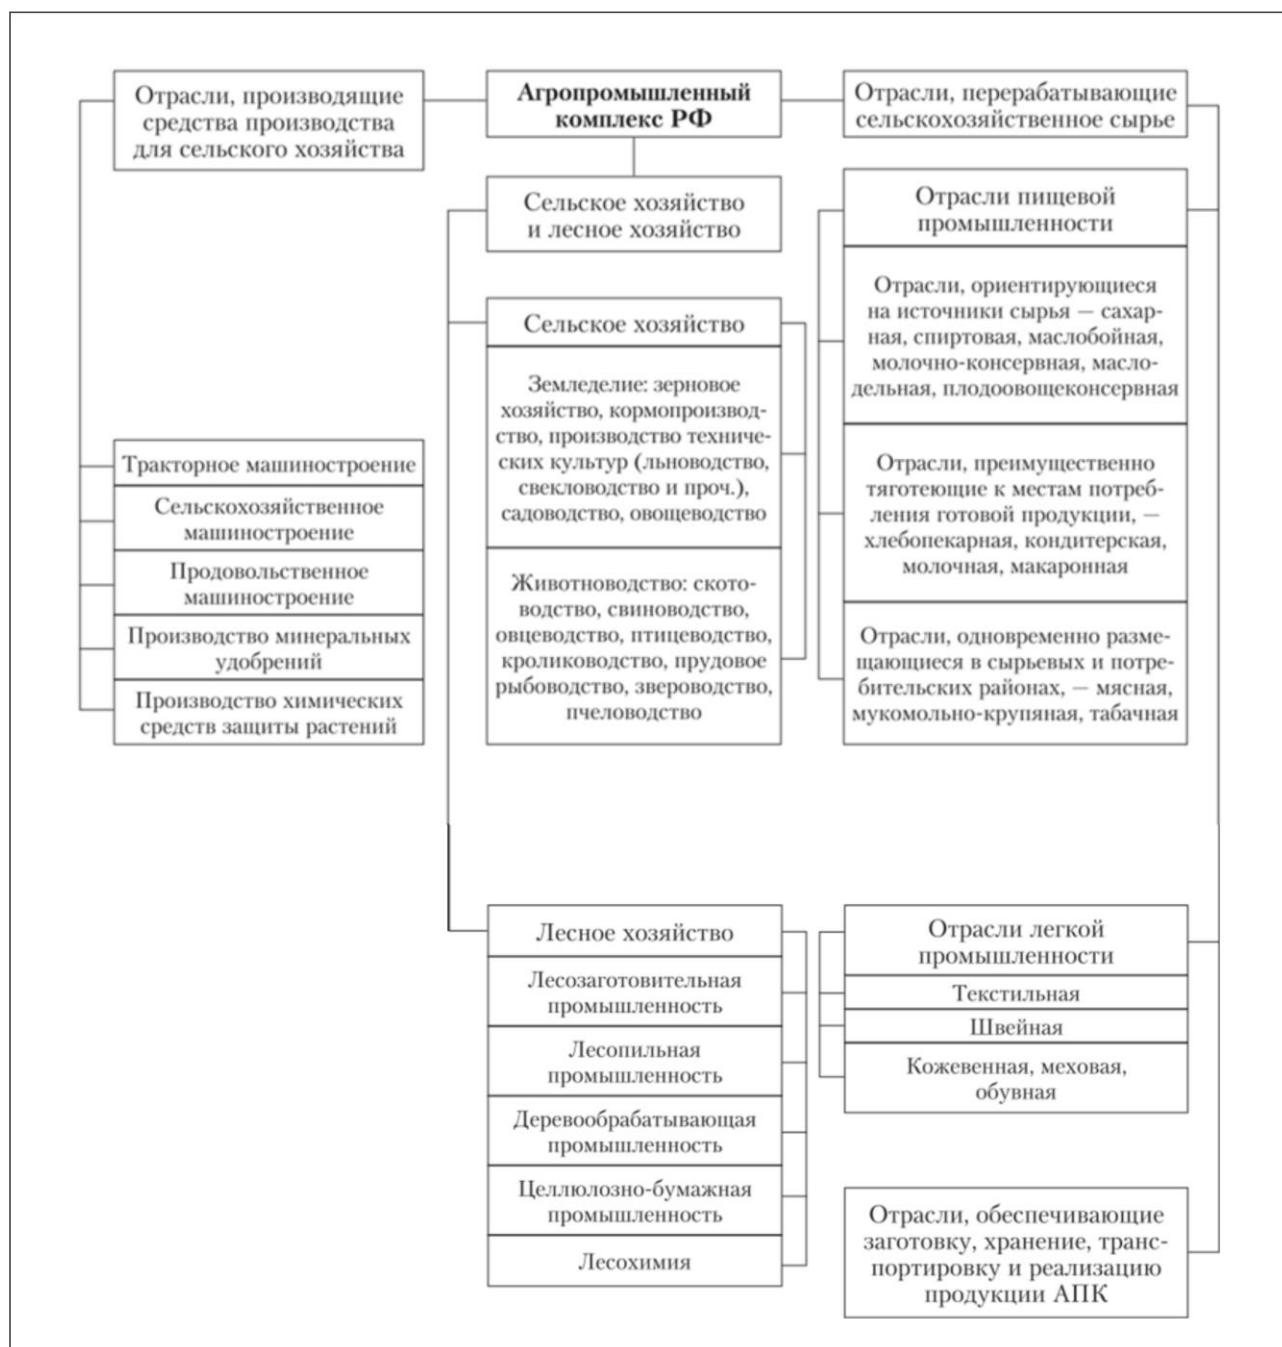 Отрасли, производящие
средства производства
для сельского хозяйства
Агропромышленный
комплекс РФ
Отрасли, перерабатывающие
сельскохозяйственное сырье
Сельское хозяйство
и лесное хозяйство
Отрасли пищевой
промышленности
Отрасли, ориентирующиеся
на источники сырья — сахар-
ная, спиртовая, маслобойная,
молочно-консервная, масло-
дельная, плодоовощеконсервная
Отрасли, преимущественно
тяготеющие к местам потреб-
ления готовой продукции, —
хлебопекарная, кондитерская,
молочная, макаронная
Отрасли, одновременно разме-
щающиеся в сырьевых и потре-
бительских районах, — мясная,
мукомольно-крупяная, табачная
Сельское хозяйство
Земледелие: зерновое
хозяйство, кормопроизвод-
ство, производство техниче-
ских культур (льноводство,
свекловодство и проч.),
садоводство, овощеводство
Животноводство: ското-
водство, свиноводство,
овцеводство, птицеводство,
кролиководство, прудовое
рыбоводство, звероводство,
пчеловодство
Тракторное машиностроение
Сельскохозяйственное
машиностроение
Продовольственное
машиностроение
Производство минеральных
удобрений
Производство химических
средств защиты растений
Лесное хозяйство
Лесозаготовительная
промышленность
Лесопильная
промышленность
Деревообрабатывающая
промышленность
Целлюлозно-бумажная
промышленность
Лесохимия
Отрасли легкой
промышленности
Текстильная
Швейная
Кожевенная, меховая,
обувная
Отрасли, обеспечивающие
заготовку, хранение, транс-
портировку и реализацию
продукции АПК